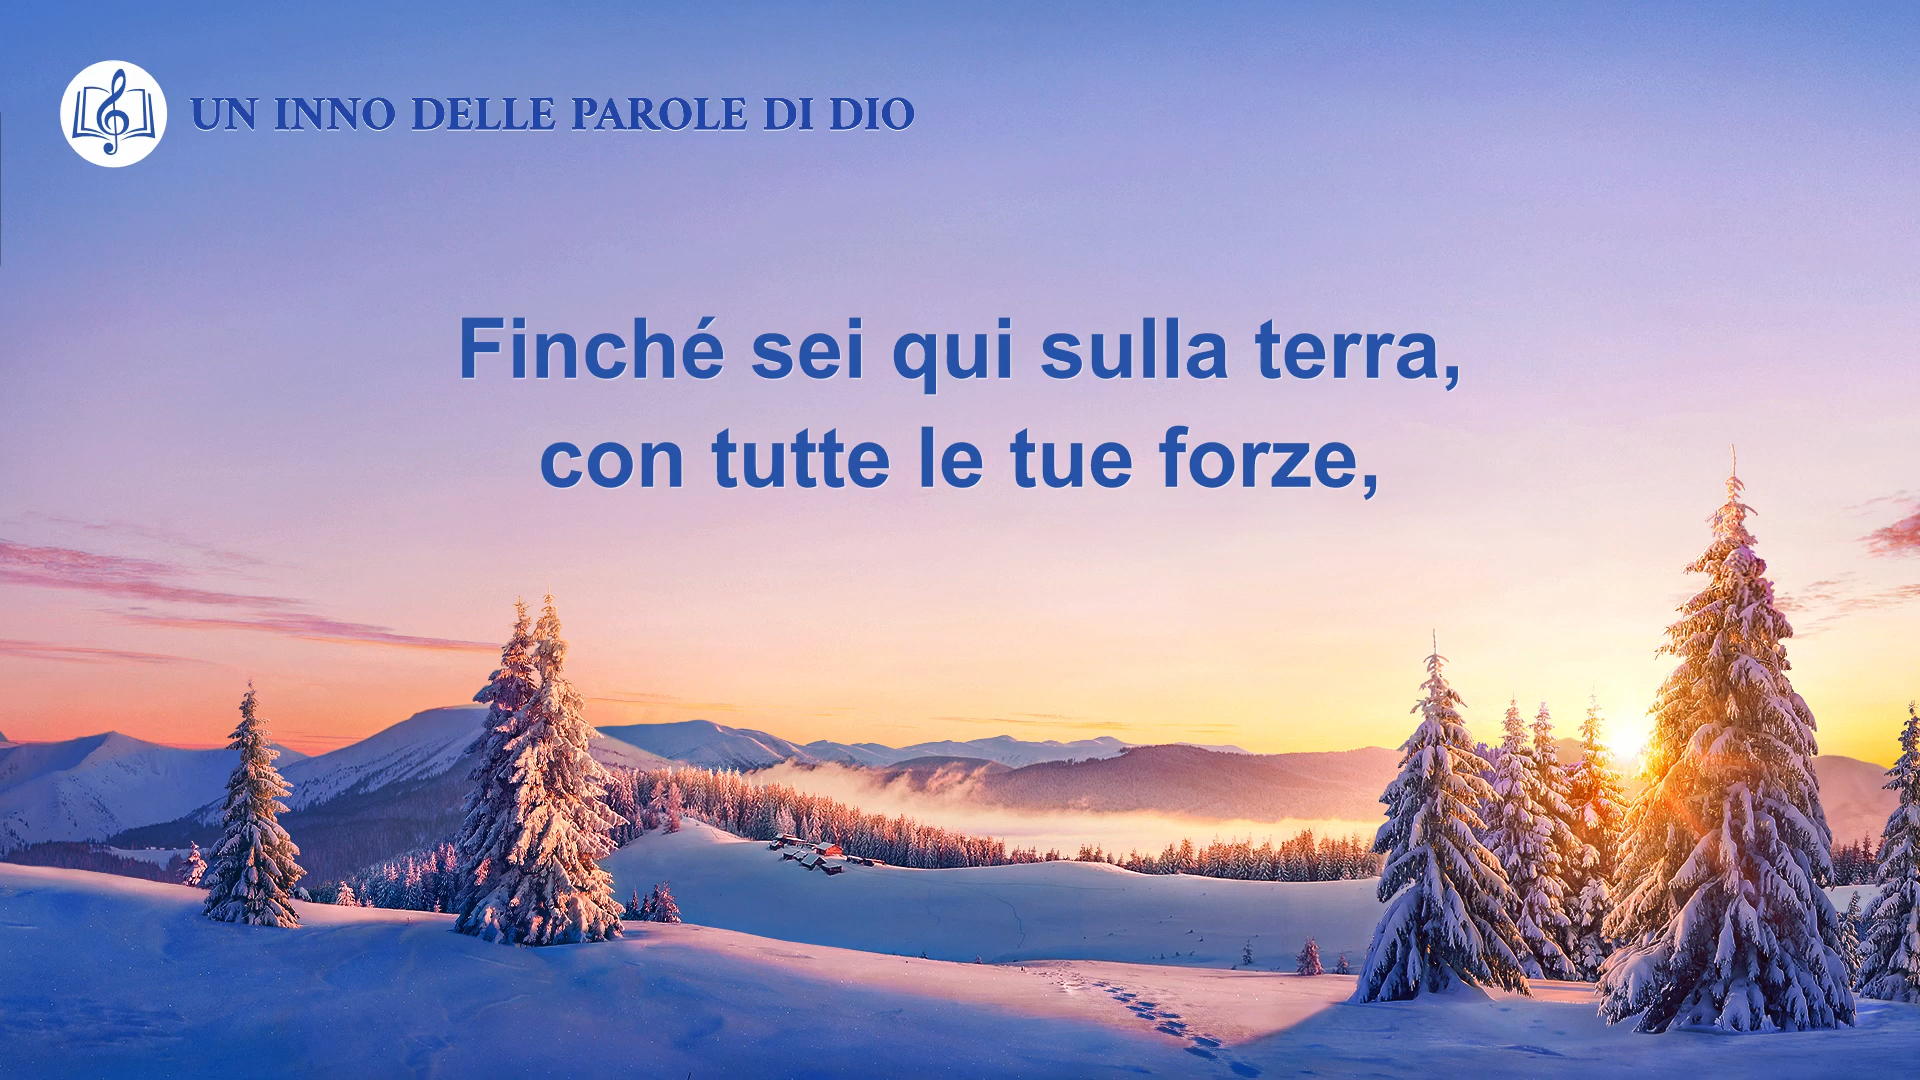 UN INNO DELLE PAROLE DI DIO
Finché sei qui sulla terra,
con tutte le tue forze,